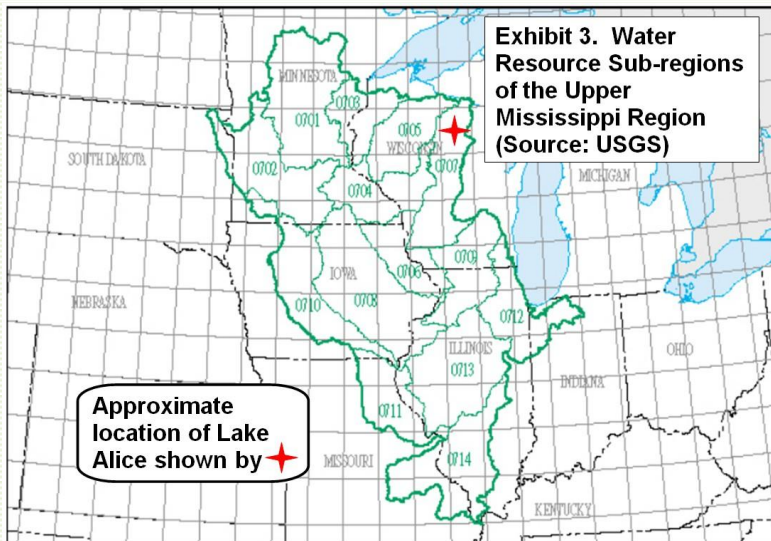 Exhibit 3. Water
Resource Sub-regions
of the Upper
Mississippi Region
(Source: USGS)
MINNESOTA
0703
0701
0705
WISCONSIN
0707
SOUTH DAKOTA
MICHIGAN
0702
0704
0709
IOWA
0706
NEBRASKA
0710
0708
0712
ILLINOIS
OHIO
0713
INDIANA
Approximate
location of Lake
Alice shown by
0711
MISSOURI
0714
KENTUCKY